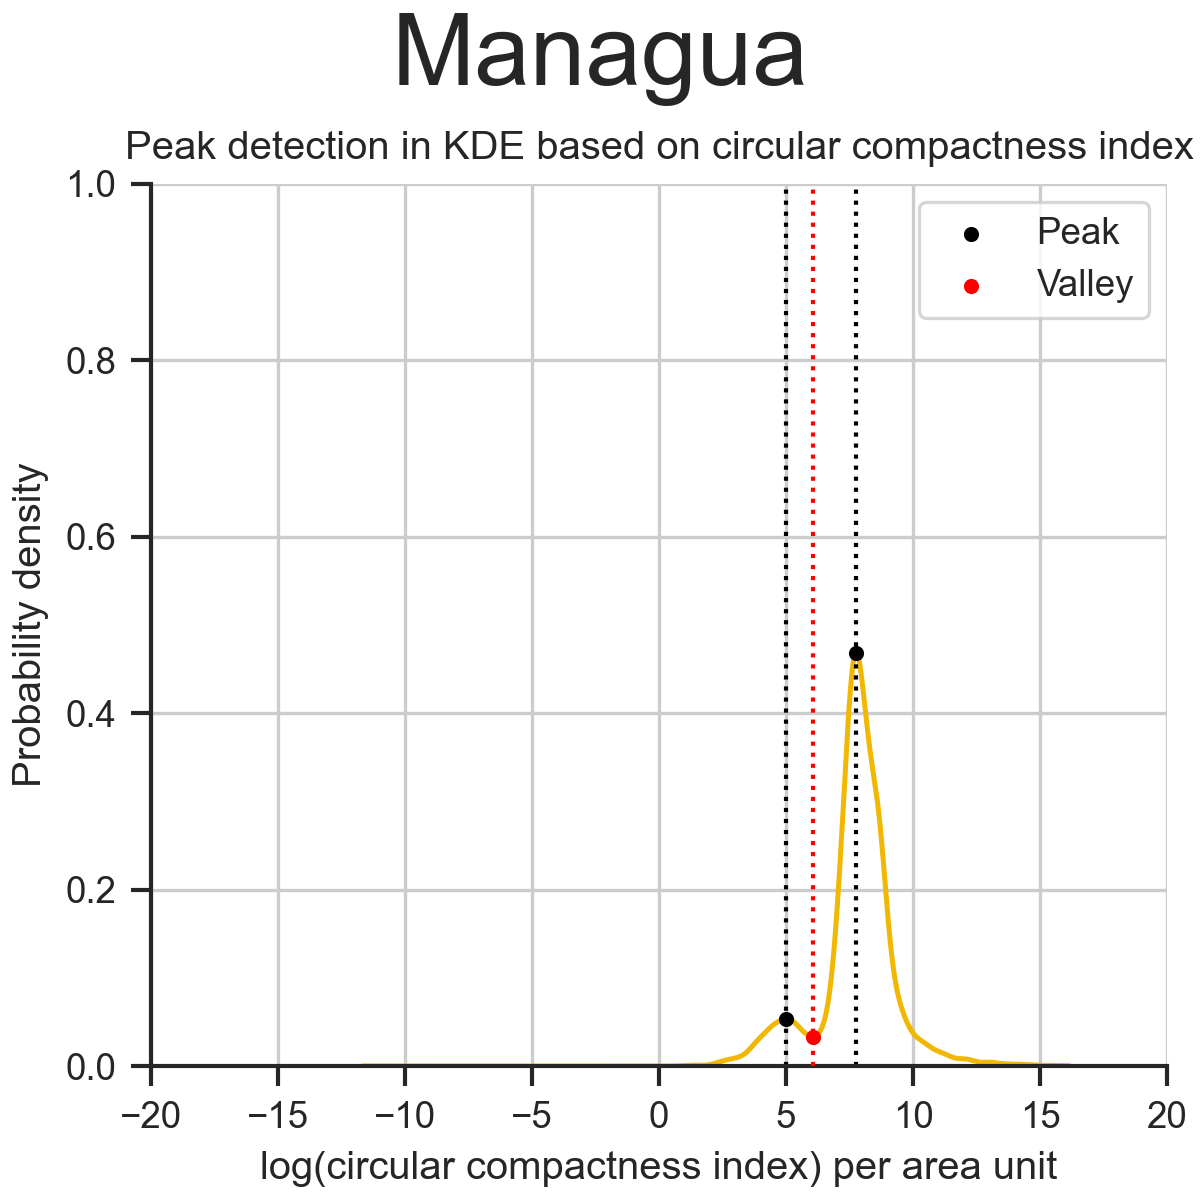 Managua
Peak detection in KDE based on circular compactness index
1.0
0.8
0.6
0.4
0.2
0.0
Probability density
Peak
Valley
−20 −15 −10 −5 0 5 10 15 20
log(circular compactness index) per area unit